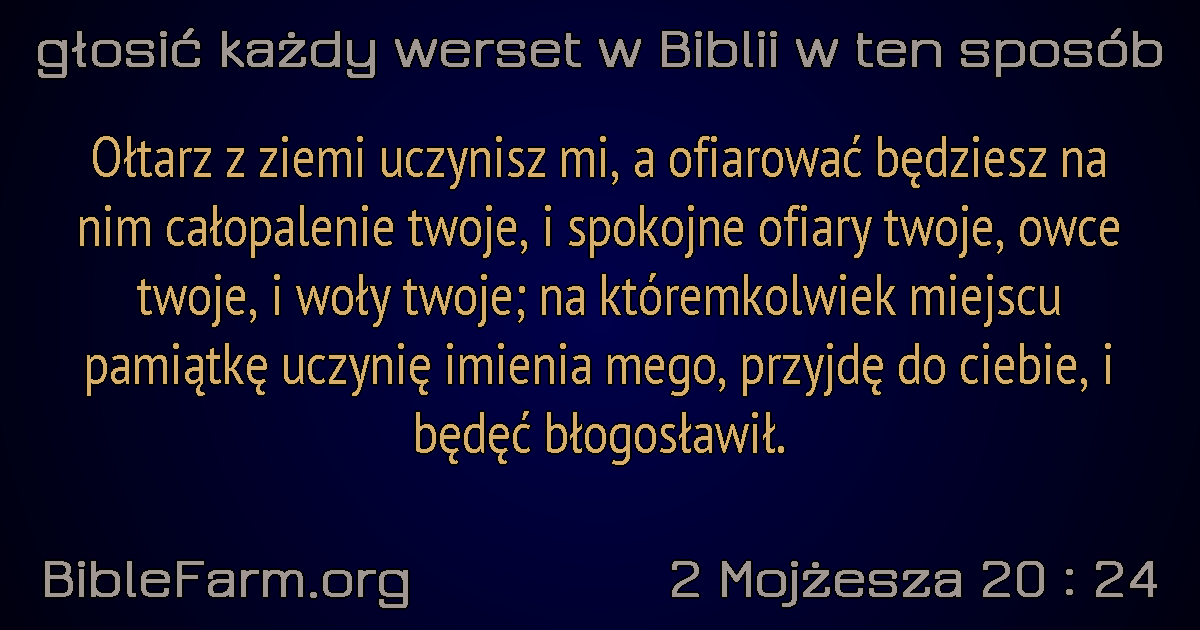 głosić każdy werset w Biblii w ten sposób
Ołtarz z ziemi uczynisz mi, a ofiarować będziesz na
nim całopalenie twoje, i spokojne ofiary twoje, owce
twoje, i woły twoje; na któremkolwiek miejscu
pamiątkę uczynię imienia mego, przyjdę do ciebie, i
będęć błogosławił.
BibleFarm.org
2 Mojżesza 20 : 24